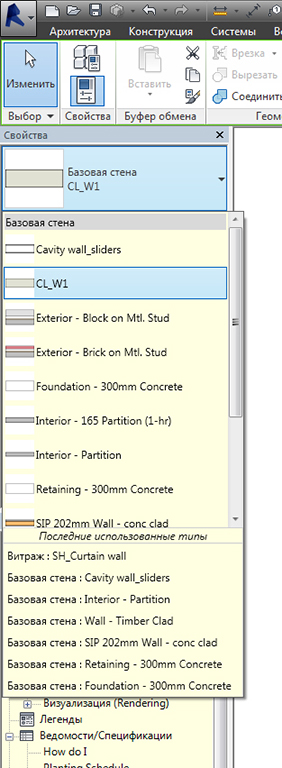 Архитектура Конструкция Системы
Изменить
Вставить
Врезка
Вырезать
Соединить
Выбор Свойства Буфер обмена Геом
Свойства
Базовая стена
CL_W1
Базовая стена
Cavity wall_sliders
CL_W1
Exterior - Block on Mtl. Stud
Exterior - Brick on Mtl. Stud
Foundation - 300mm Concrete
Interior - 165 Partition (1-hr)
Interior - Partition
Retaining - 300mm Concrete
SIP 202mm Wall - conc clad
Последние использованные типы
Витраж : SH_Curtain wall
Базовая стена : Cavity wall_sliders
Базовая стена : Interior - Partition
Базовая стена : Wall - Timber Clad
Базовая стена : SIP 202mm Wall - conc clad
Базовая стена : Retaining - 300mm Concrete
Базовая стена : Foundation - 300mm Concrete
Визуализация (Rendering)
Легенды
Ведомости/Спецификации
How do I
Planting Schedule